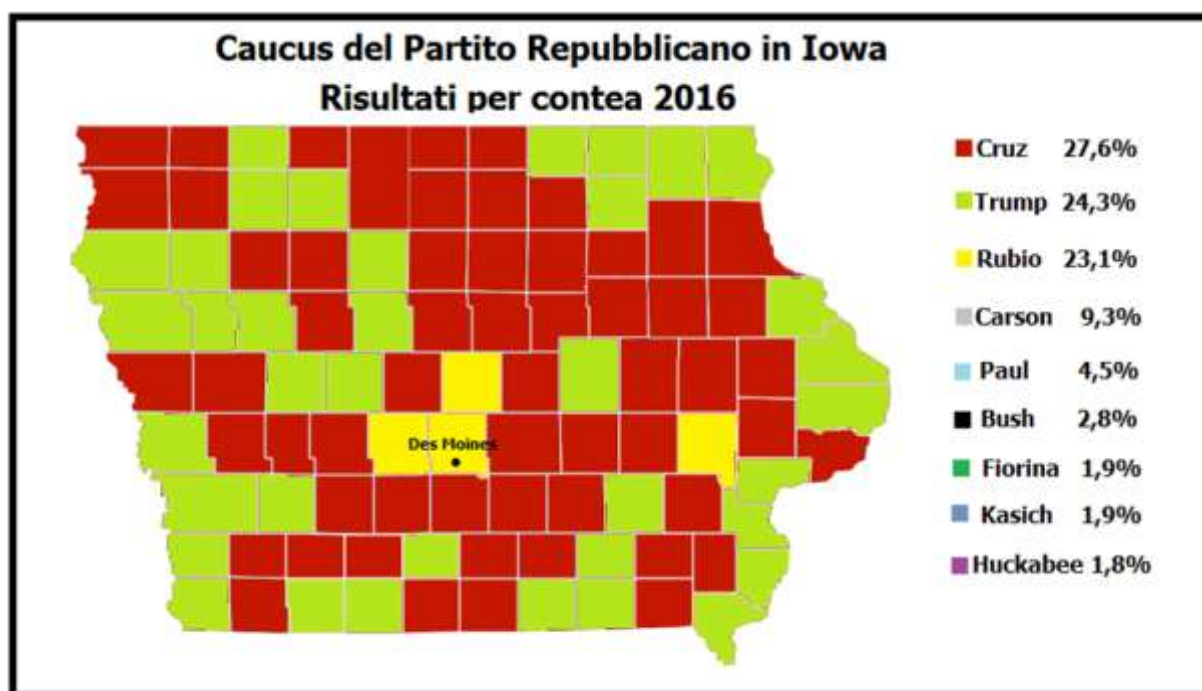 Caucus del Partito Repubblicano in Iowa
Risultati per contea 2016
Cruz 27,6%
Trump 24,3%
Rubio 23,1%
Carson 9,3%
Paul 4,5%
Bush 2,8%
Fiorina 1,9%
Kasich 1,9%
Huckabee 1,8%
Des Moines